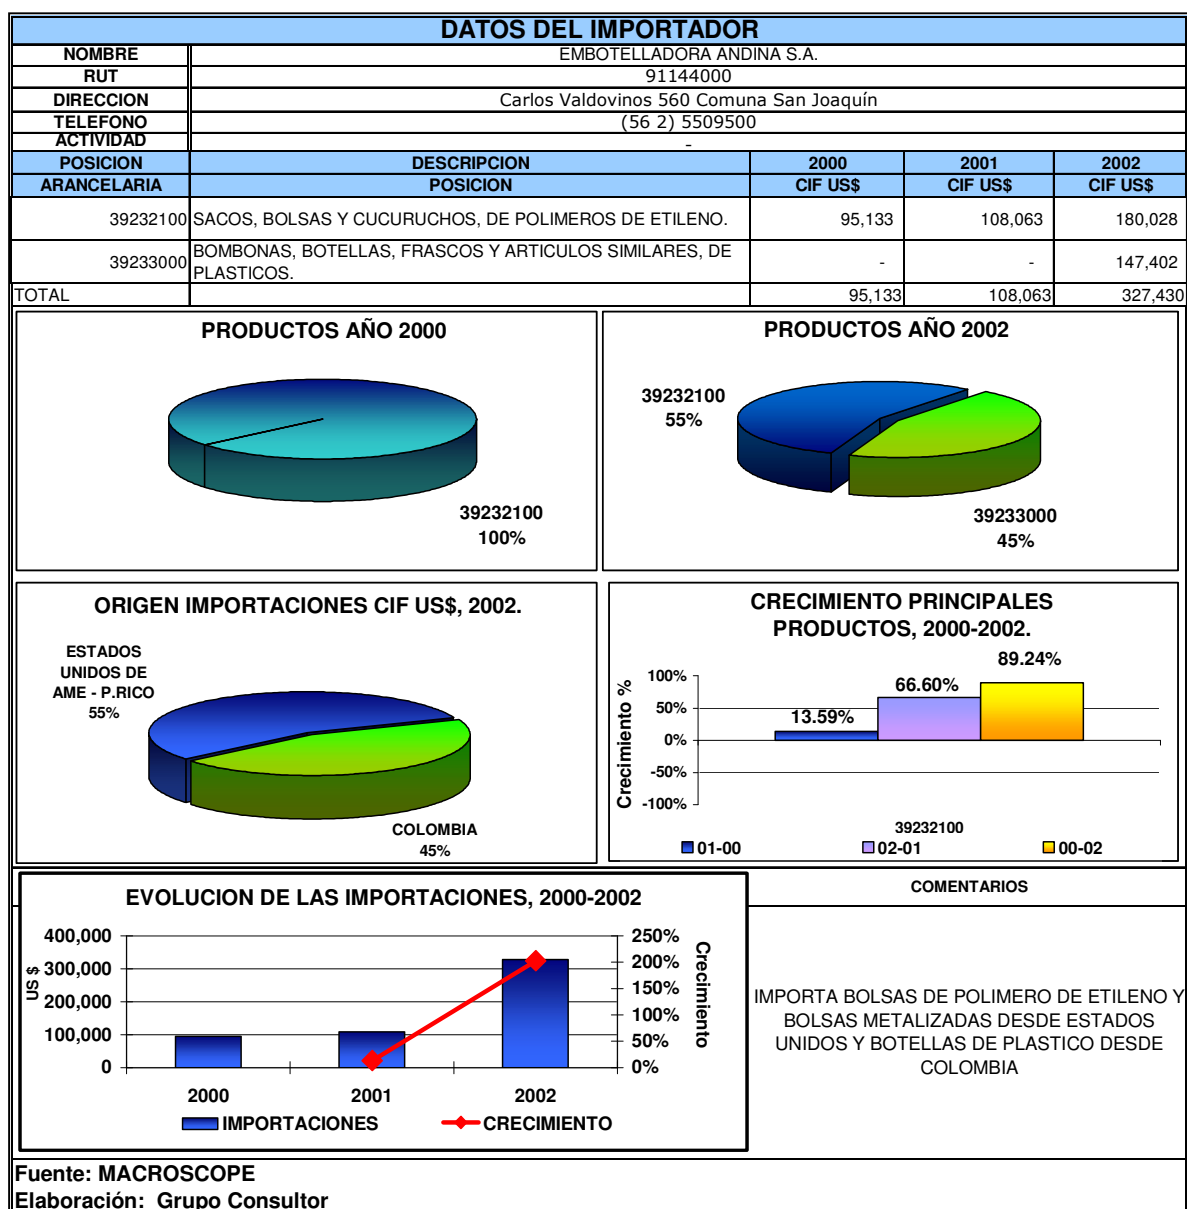 DATOS DEL IMPORTADOR
NOMBRE EMBOTELLADORA ANDINA S.A.
RUT 91144000
DIRECCION Carlos Valdovinos 560 Comuna San Joaquín
TELEFONO (56 2) 5509500
ACTIVIDAD -
POSICION DESCRIPCION 2000 2001 2002
ARANCELARIA POSICION CIF US$ CIF US$ CIF US$
39232100 SACOS, BOLSAS Y CUCURUCHOS, DE POLIMEROS DE ETILENO. 95,133 108,063 180,028
39233000 BOMBONAS, BOTELLAS, FRASCOS Y ARTICULOS SIMILARES, DE
PLASTICOS. - - 147,402
TOTAL 95,133 108,063 327,430
PRODUCTOS AÑO 2000
39232100
100%
PRODUCTOS AÑO 2002
39232100
55%
39233000
45%
ORIGEN IMPORTACIONES CIF US$, 2002.
ESTADOS
UNIDOS DE
AME - P.RICO
55%
COLOMBIA
45%
CRECIMIENTO PRINCIPALES
PRODUCTOS, 2000-2002.
Crecimiento %
100%
50%
0%
-50%
-100%
13.59%
66.60%
89.24%
39232100
01-00 02-01 00-02
EVOLUCION DE LAS IMPORTACIONES, 2000-2002
US $
400,000
300,000
200,000
100,000
0
250%
200%
150%
100%
50%
0%
Crecimiento
2000 2001 2002
IMPORTACIONES CRECIMIENTO
COMENTARIOS
IMPORTA BOLSAS DE POLIMERO DE ETILENO Y
BOLSAS METALIZADAS DESDE ESTADOS
UNIDOS Y BOTELLAS DE PLASTICO DESDE
COLOMBIA
Fuente: MACROSCOPE
Elaboración: Grupo Consultor